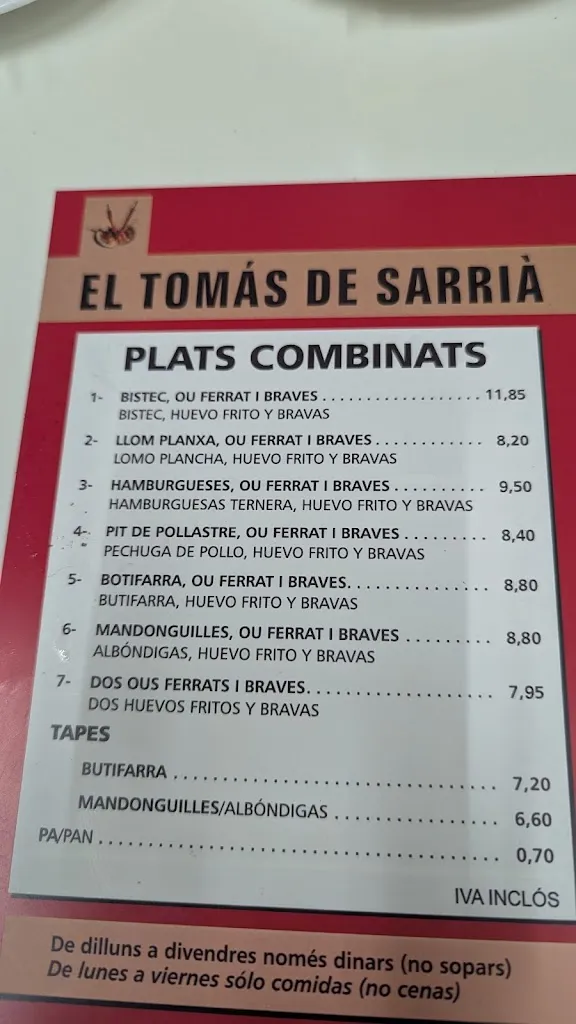 EL TOMÁS DE SARRIÀ
PLATS COMBINATS
1- BISTEC, OU FERRAT I BRAVES .................. 11,85
BISTEC, HUEVO FRITO Y BRAVAS
2- LLOM PLANXA, OU FERRAT I BRAVES ............ 8,20
LOMO PLANCHA, HUEVO FRITO Y BRAVAS
3- HAMBURGUESES, OU FERRAT I BRAVES .......... 9,50
HAMBURGUESAS TERNERA, HUEVO FRITO Y BRAVAS
4- PIT DE POLLASTRE, OU FERRAT I BRAVES ......... 8,40
PECHUGA DE POLLO, HUEVO FRITO Y BRAVAS
5- BOTIFARRA, OU FERRAT I BRAVES. .............. 8,80
BUTIFARRA, HUEVO FRITO Y BRAVAS
6- MANDONGUILLES, OU FERRAT I BRAVES ......... 8,80
ALBÓNDIGAS, HUEVO FRITO Y BRAVAS
7- DOS OUS FERRATS I BRAVES. .................. 7,95
DOS HUEVOS FRITOS Y BRAVAS
TAPES
BUTIFARRA ................................ 7,20
MANDONGUILLES/ALBÓNDIGAS ................ 6,60
PA/PAN ........................................ 0,70
IVA INCLÓS
De dilluns a divendres només dinars (no sopars)
De lunes a viernes sólo comidas (no cenas)